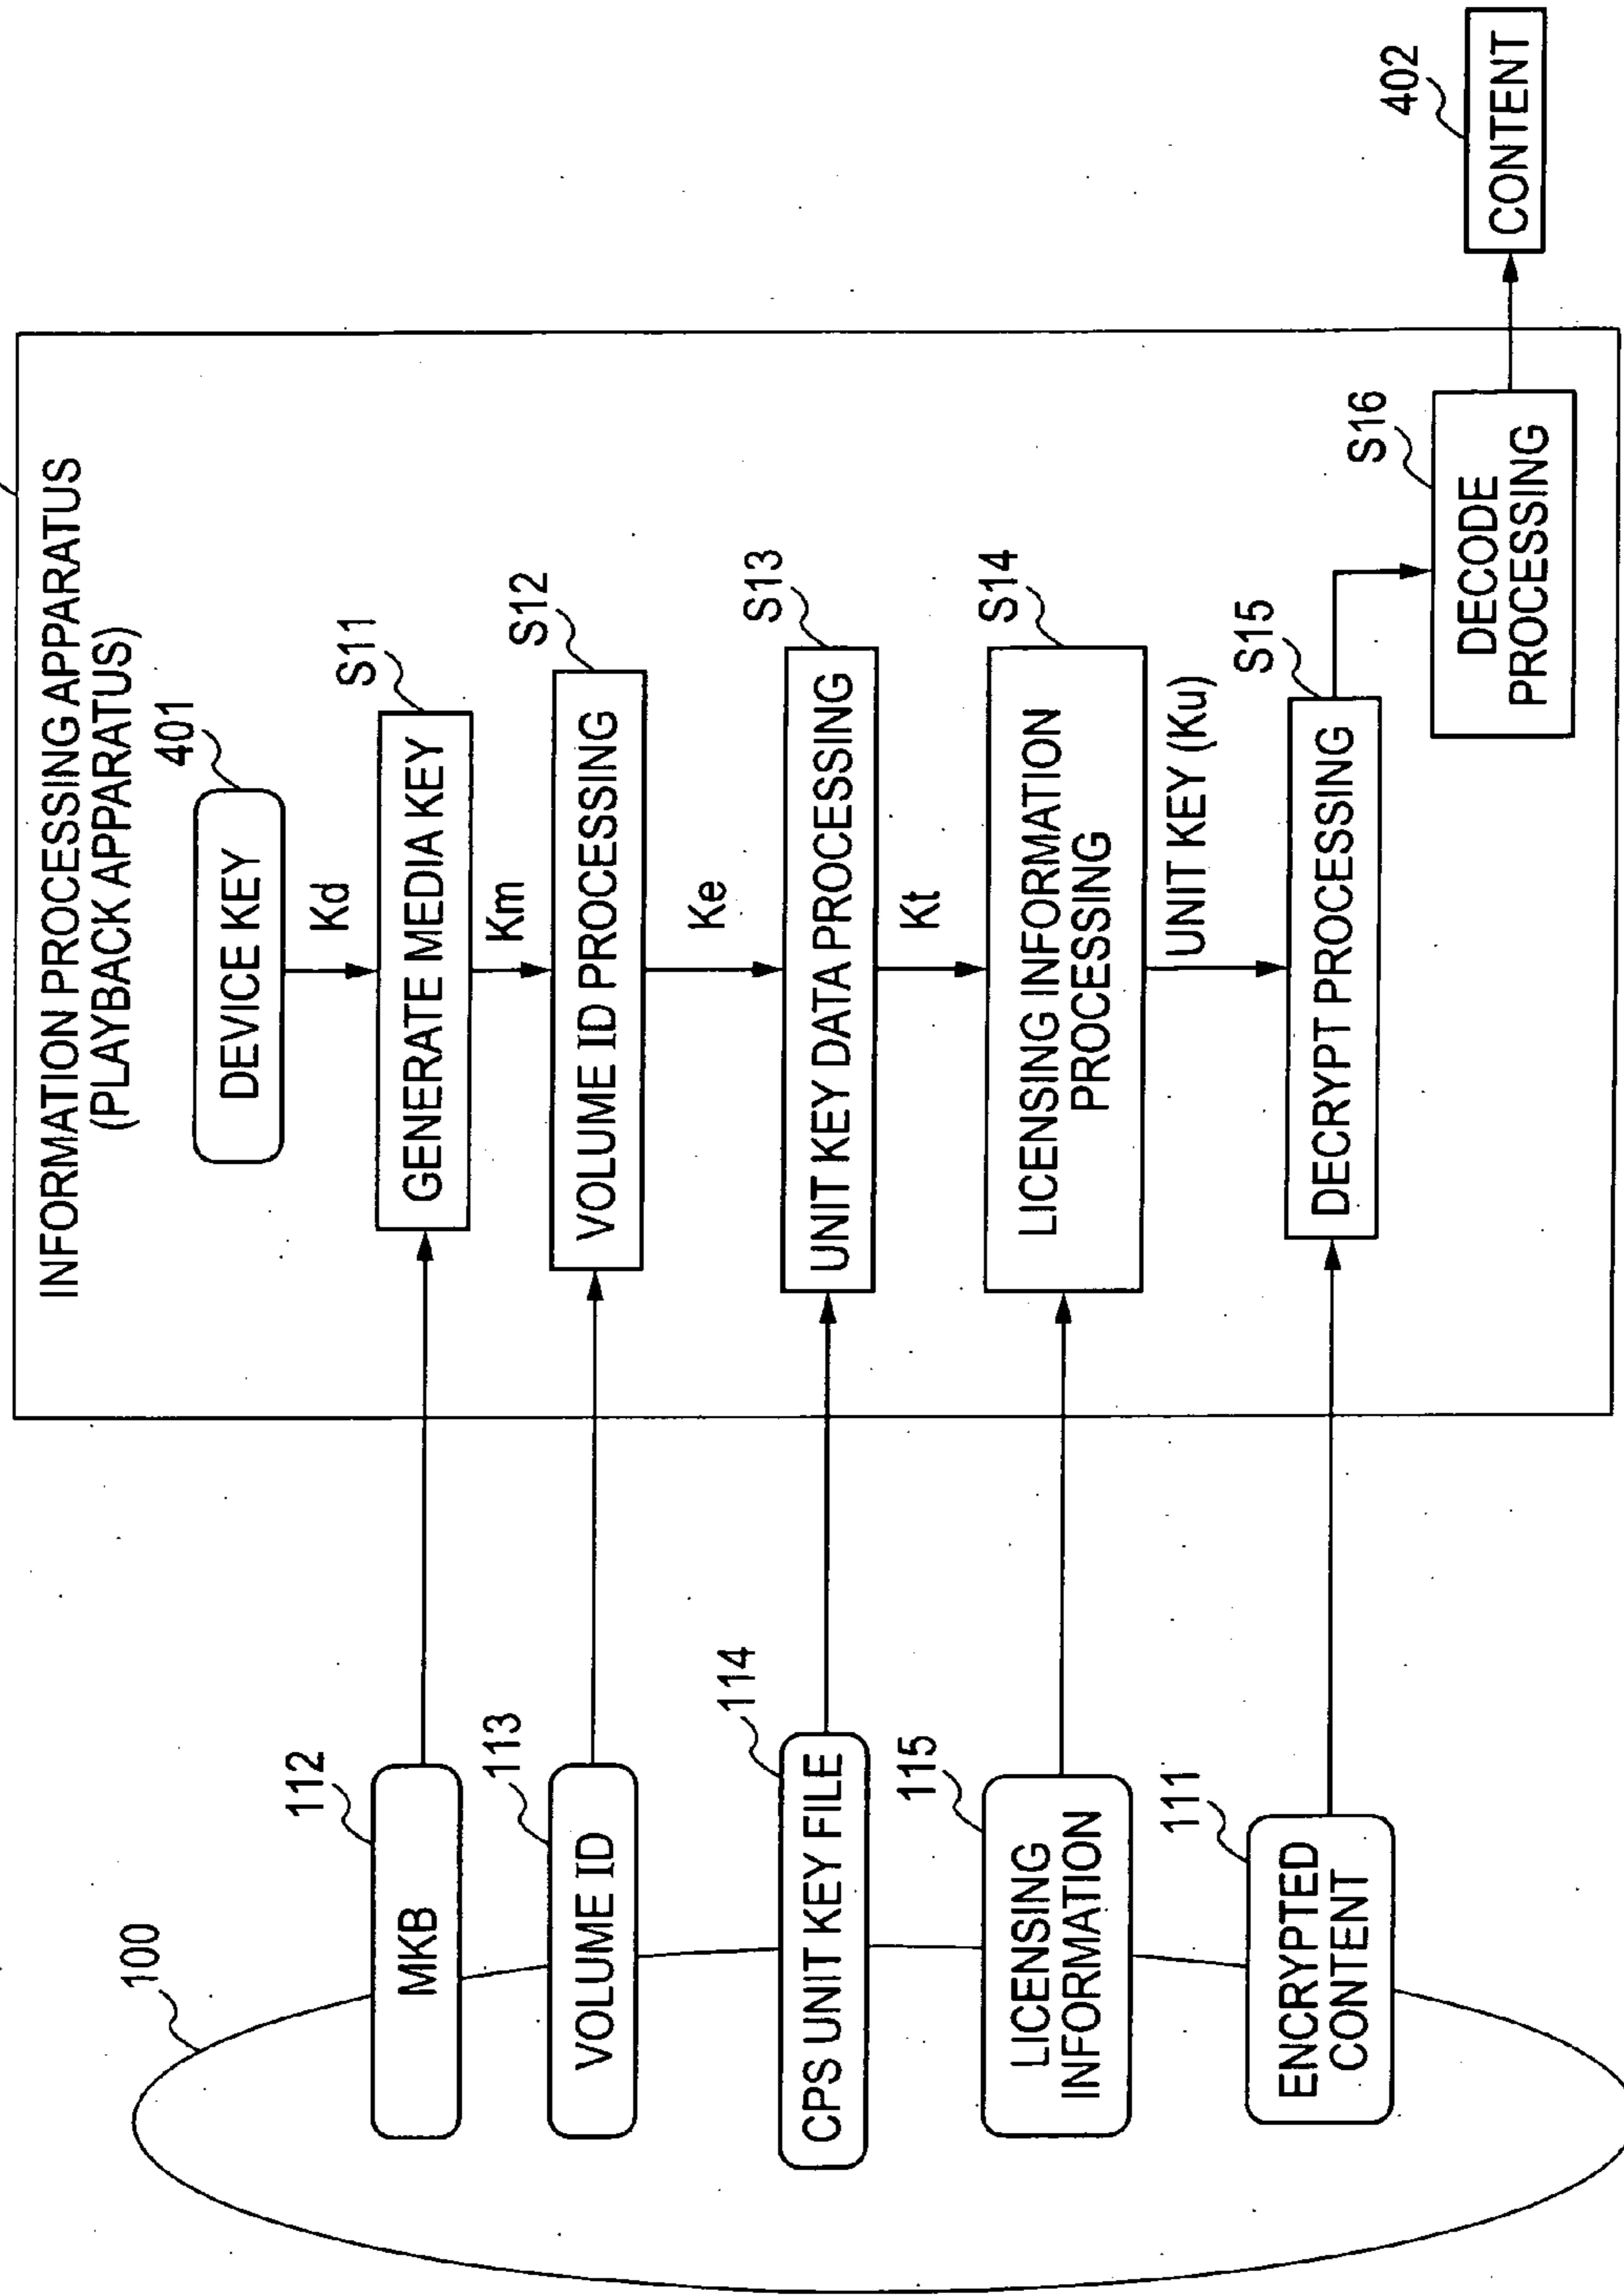 INFORMATION PROCESSING APPARATUS
(PLAYBACK APPARATUS)
401
DEVICE KEY
Kd
S11
GENERATE MEDIA KEY
Km
S12
VOLUME ID PROCESSING
Ke
S13
UNIT KEY DATA PROCESSING
Kt
S14
LICENSING INFORMATION
PROCESSING
UNIT KEY (Ku)
S15
DECRYPT PROCESSING
S16
DECODE
PROCESSING
402
CONTENT
100
112
MKB
113
VOLUME ID
114
CPS UNIT KEY FILE
115
LICENSING
INFORMATION
111
ENCRYPTED
CONTENT